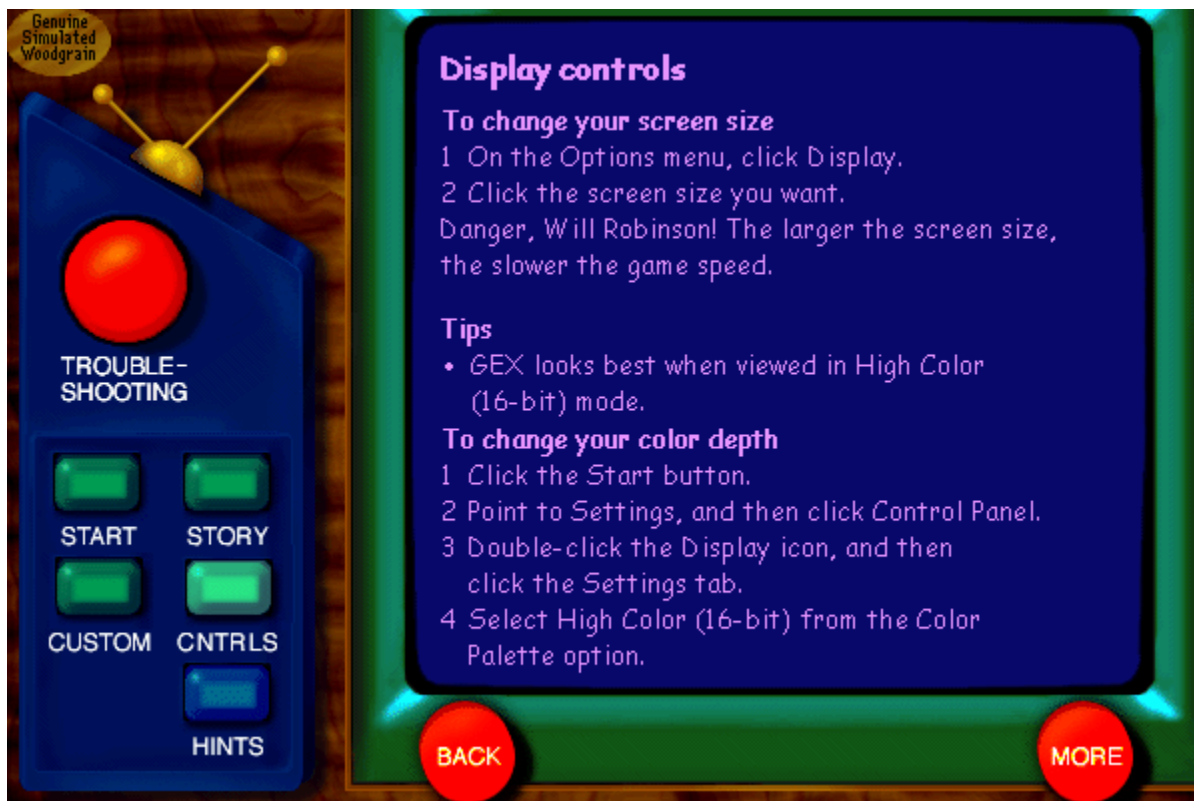 Genuine
Simulated
Woodgrain
TROUBLE-
SHOOTING
START
STORY
CUSTOM
CNTRLS
HINTS
Display controls
To change your screen size
1 On the Options menu, click Display.
2 Click the screen size you want.
Danger, Will Robinson! The larger the screen size,
the slower the game speed.
Tips
• GEX looks best when viewed in High Color
(16-bit) mode.
To change your color depth
1 Click the Start button.
2 Point to Settings, and then click Control Panel.
3 Double-click the Display icon, and then
click the Settings tab.
4 Select High Color (16-bit) from the Color
Palette option.
BACK
MORE